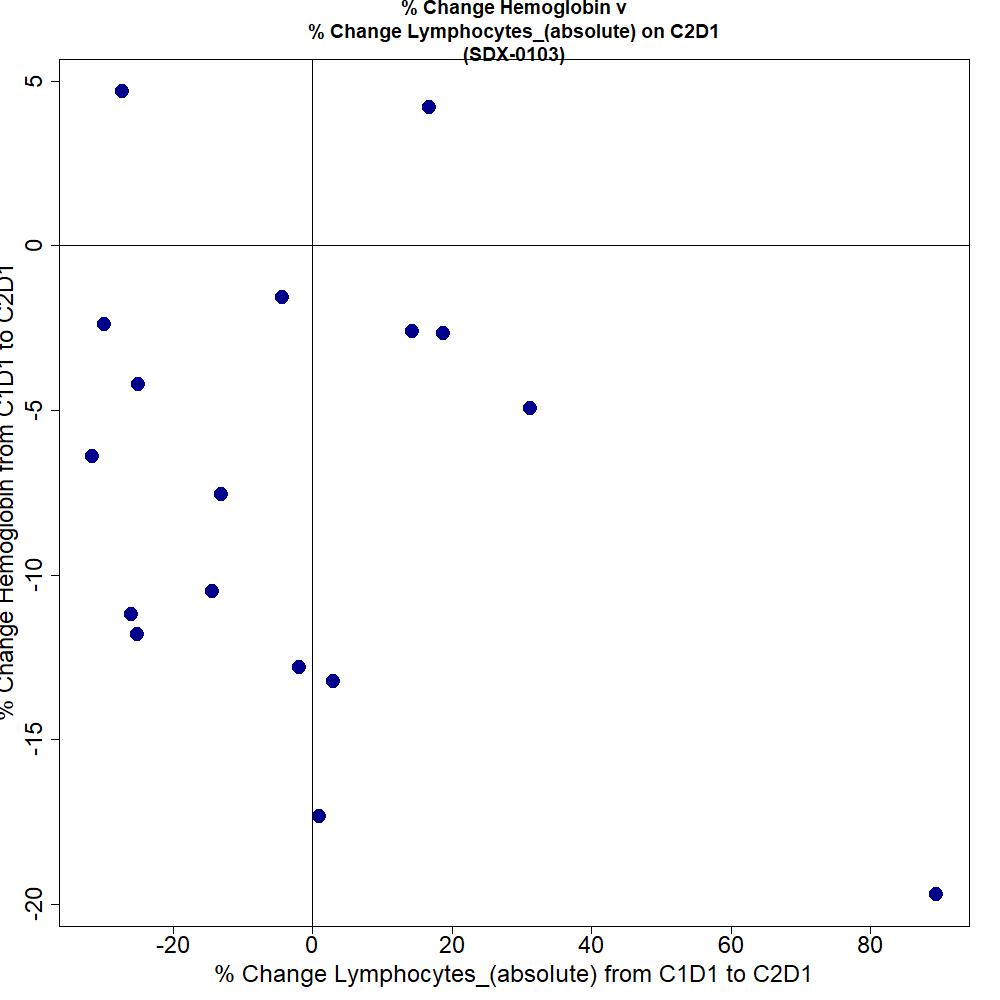 % Change Hemoglobin v
% Change Lymphocytes_(absolute) on C2D1
(SDX-0103)
% Change Hemoglobin from C1D1 to C2D1
5
0
-5
-10
-15
-20
-20
0
20
40
60
80
% Change Lymphocytes_(absolute) from C1D1 to C2D1